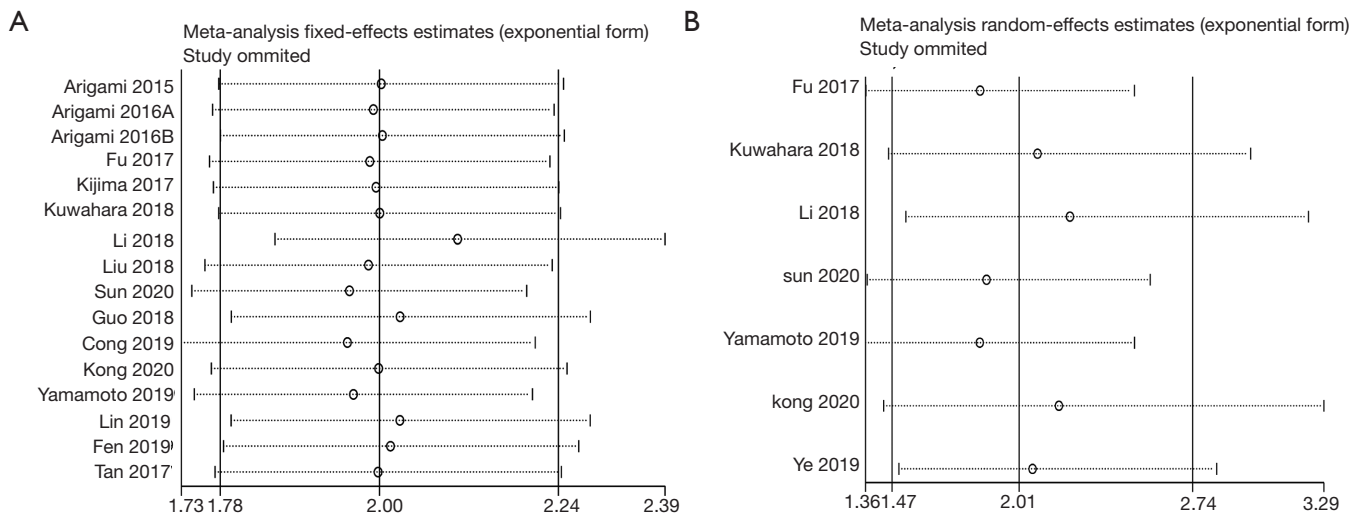 A
Meta-analysis fixed-effects estimates (exponential form)
Study ommited
Arigami 2015
Arigami 2016A
Arigami 2016B
Fu 2017
Kijima 2017
Kuwahara 2018
Li 2018
Liu 2018
Sun 2020
Guo 2018
Cong 2019
Kong 2020
Yamamoto 2019
Lin 2019
Fen 2019
Tan 2017
1.73 1.78 2.00 2.24 2.39
B
Meta-analysis random-effects estimates (exponential form)
Study ommited
Fu 2017
Kuwahara 2018
Li 2018
sun 2020
Yamamoto 2019
kong 2020
Ye 2019
1.36 1.47 2.01 2.74 3.29